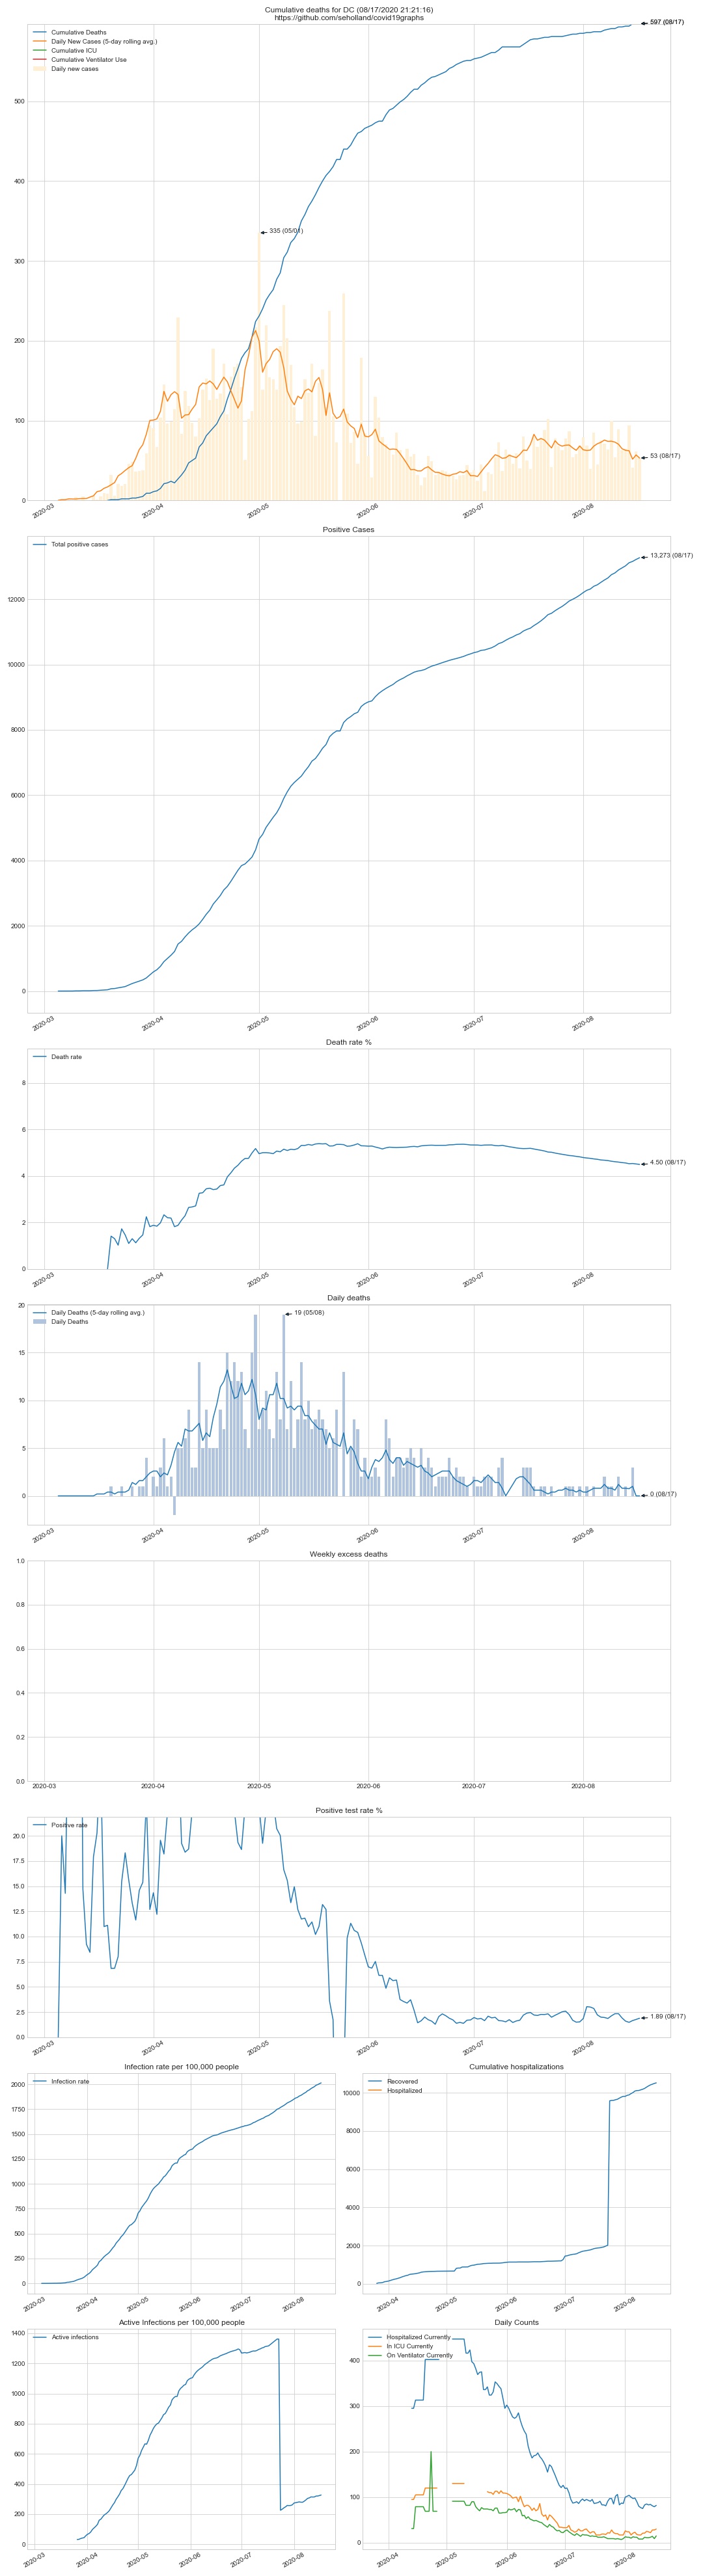 Cumulative deaths for DC (08/17/2020 21:21:16)
https://github.com/seholland/covid19graphs
Cumulative Deaths
Daily New Cases (5-day rolling avg.)
Cumulative ICU
Cumulative Ventilator Use
Daily new cases
597 (08/17)
500
400
335 (05/01)
300
200
100
53 (08/17)
0
2020-03 2020-04 2020-05 2020-06 2020-07 2020-08
Positive Cases
Total positive cases
13,273 (08/17)
12000
10000
8000
6000
4000
2000
0
2020-03 2020-04 2020-05 2020-06 2020-07 2020-08
Death rate %
Death rate
8
6
4
4.50 (08/17)
2
0
2020-03 2020-04 2020-05 2020-06 2020-07 2020-08
Daily deaths
20
Daily Deaths (5-day rolling avg.)
Daily Deaths
19 (05/08)
15
10
5
0
0 (08/17)
2020-03 2020-04 2020-05 2020-06 2020-07 2020-08
Weekly excess deaths
1.0
0.8
0.6
0.4
0.2
0.0
2020-03 2020-04 2020-05 2020-06 2020-07 2020-08
Positive test rate %
Positive rate
20.0
17.5
15.0
12.5
10.0
7.5
5.0
2.5
1.89 (08/17)
0.0
2020-03 2020-04 2020-05 2020-06 2020-07 2020-08
Infection rate per 100,000 people
Infection rate
2000
1750
1500
1250
1000
750
500
250
0
2020-03 2020-04 2020-05 2020-06 2020-07 2020-08
Cumulative hospitalizations
Recovered
Hospitalized
10000
8000
6000
4000
2000
0
2020-04 2020-05 2020-06 2020-07 2020-08
Active Infections per 100,000 people
Active infections
1400
1200
1000
800
600
400
200
0
2020-03 2020-04 2020-05 2020-06 2020-07 2020-08
Daily Counts
Hospitalized Currently
In ICU Currently
On Ventilator Currently
400
300
200
100
0
2020-04 2020-05 2020-06 2020-07 2020-08